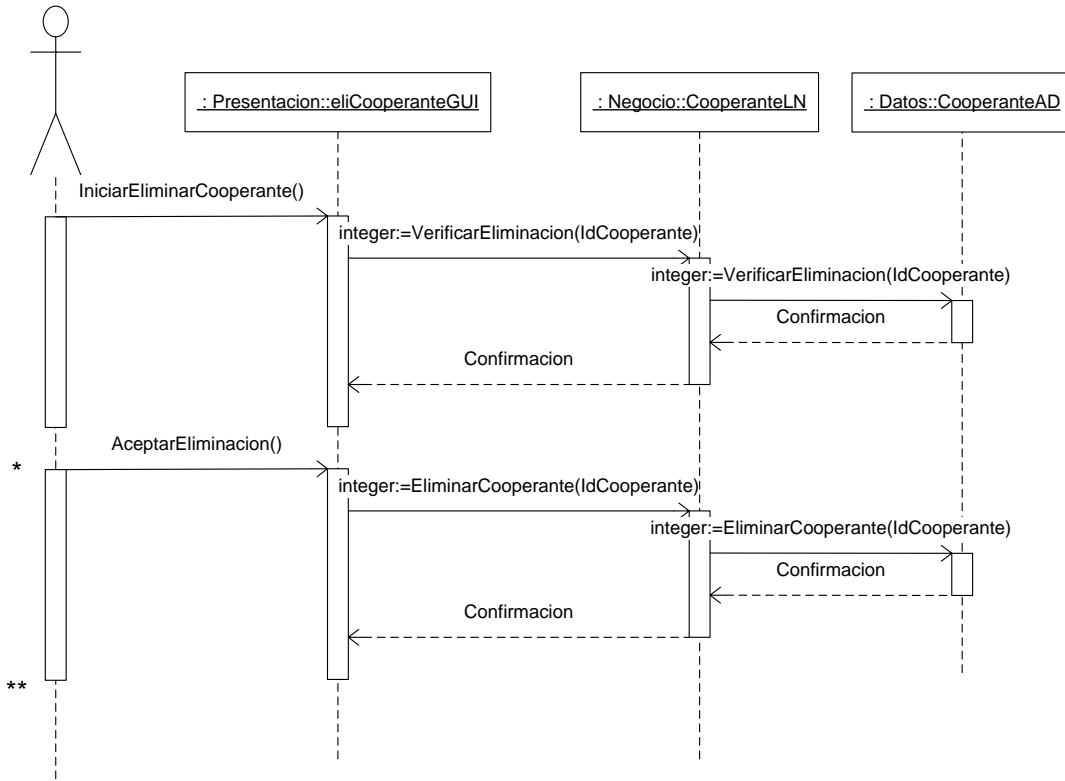 : Presentacion::eliCooperanteGUI
: Negocio::CooperanteLN
: Datos::CooperanteAD
IniciarEliminarCooperante()
integer:=VerificarEliminacion(IdCooperante)
integer:=VerificarEliminacion(IdCooperante)
Confirmacion
Confirmacion
AceptarEliminacion()
*
integer:=EliminarCooperante(IdCooperante)
integer:=EliminarCooperante(IdCooperante)
Confirmacion
Confirmacion
**